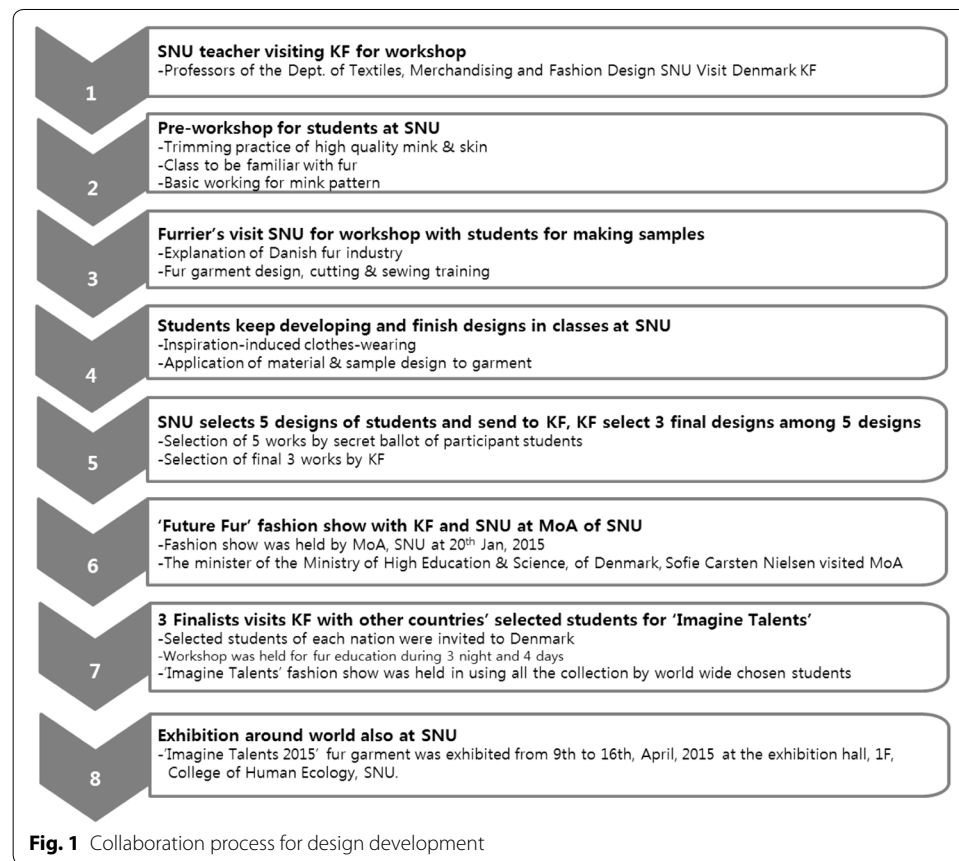 1
SNU teacher visiting KF for workshop
-Professors of the Dept. of Textiles, Merchandising and Fashion Design SNU Visit Denmark KF
2
Pre-workshop for students at SNU
-Trimming practice of high quality mink & skin
-Class to be familiar with fur
-Basic working for mink pattern
3
Furrier's visit SNU for workshop with students for making samples
-Explanation of Danish fur industry
-Fur garment design, cutting & sewing training
4
Students keep developing and finish designs in classes at SNU
-Inspiration-induced clothes-wearing
-Application of material & sample design to garment
5
SNU selects 5 designs of students and send to KF, KF select 3 final designs among 5 designs
-Selection of 5 works by secret ballot of participant students
-Selection of final 3 works by KF
6
‘Future Fur’ fashion show with KF and SNU at MoA of SNU
-Fashion show was held by MoA, SNU at 20th Jan, 2015
-The minister of the Ministry of High Education & Science, of Denmark, Sofie Carsten Nielsen visited MoA
7
3 Finalists visits KF with other countries’ selected students for ‘Imagine Talents’
-Selected students of each nation were invited to Denmark
-Workshop was held for fur education during 3 night and 4 days
-‘Imagine Talents’ fashion show was held in using all the collection by world wide chosen students
8
Exhibition around world also at SNU
-‘Imagine Talents 2015’ fur garment was exhibited from 9th to 16th, April, 2015 at the exhibition hall, 1F,
College of Human Ecology, SNU.
Fig. 1 Collaboration process for design development